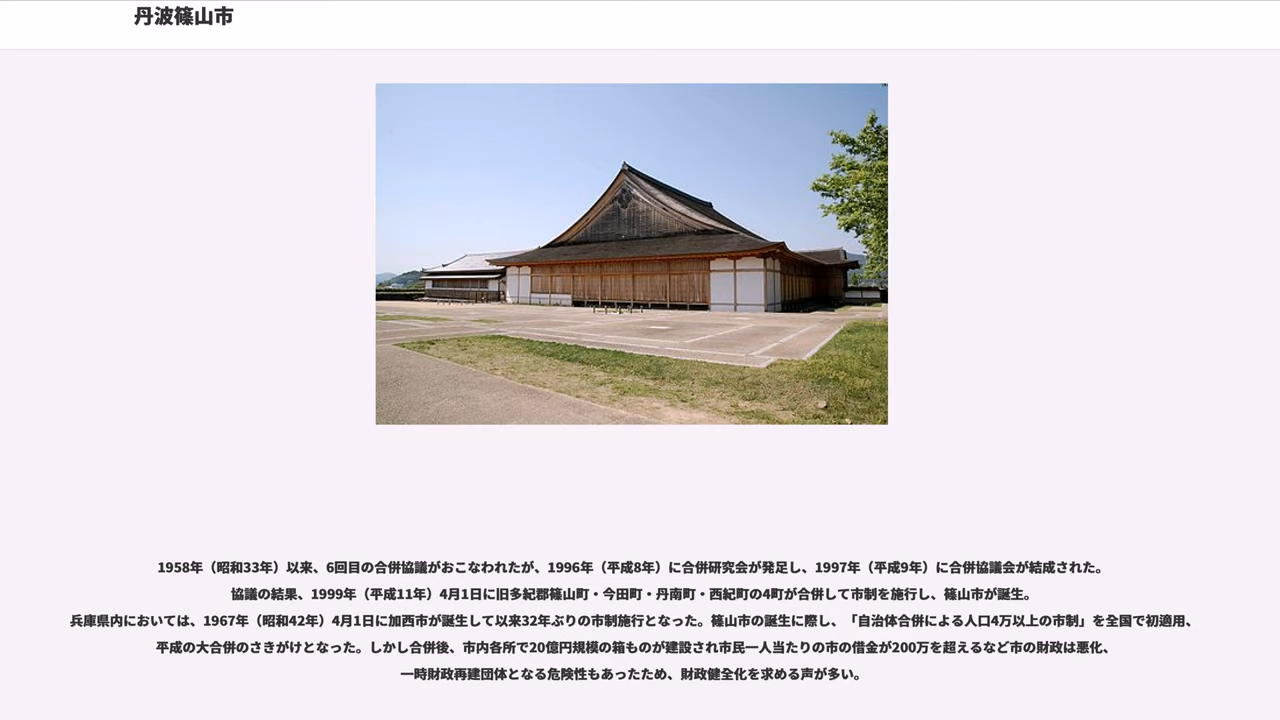 丹波篠山市
1958年（昭和33年）以来、6回目の合併協議がおこなわれたが、1996年（平成8年）に合併研究会が発足し、1997年（平成9年）に合併協議会が結成された。
協議の結果、1999年（平成11年）4月1日に旧多紀郡篠山町・今田町・丹南町・西紀町の4町が合併して市制を施行し、篠山市が誕生。
兵庫県内においては、1967年（昭和42年）4月1日に加西市が誕生して以来32年ぶりの市制施行となった。篠山市の誕生に際し、「自治体合併による人口4万以上の市制」を全国で初適用、
平成の大合併のさきがけとなった。しかし合併後、市内各所で20億円規模の箱ものが建設され市民一人当たりの市の借金が200万を超えるなど市の財政は悪化、
一時財政再建団体となる危険性もあったため、財政健全化を求める声が多い。